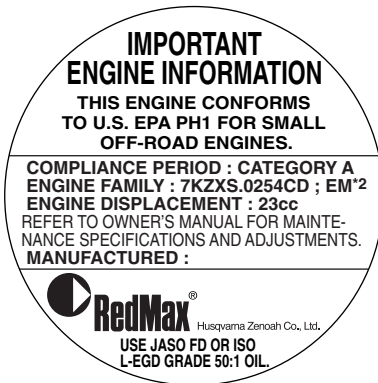 IMPORTANT
ENGINE INFORMATION
THIS ENGINE CONFORMS
TO U.S. EPA PH1 FOR SMALL
OFF-ROAD ENGINES.
COMPLIANCE PERIOD : CATEGORY A
ENGINE FAMILY : 7KZXS.0254CD ; EM*2
ENGINE DISPLACEMENT : 23cc
REFER TO OWNER'S MANUAL FOR MAINTE-
NANCE SPECIFICATIONS AND ADJUSTMENTS.
MANUFACTURED :
RedMax® Husqvarna Zenoah Co., Ltd.
USE JASO FD OR ISO
L-EGD GRADE 50:1 OIL.